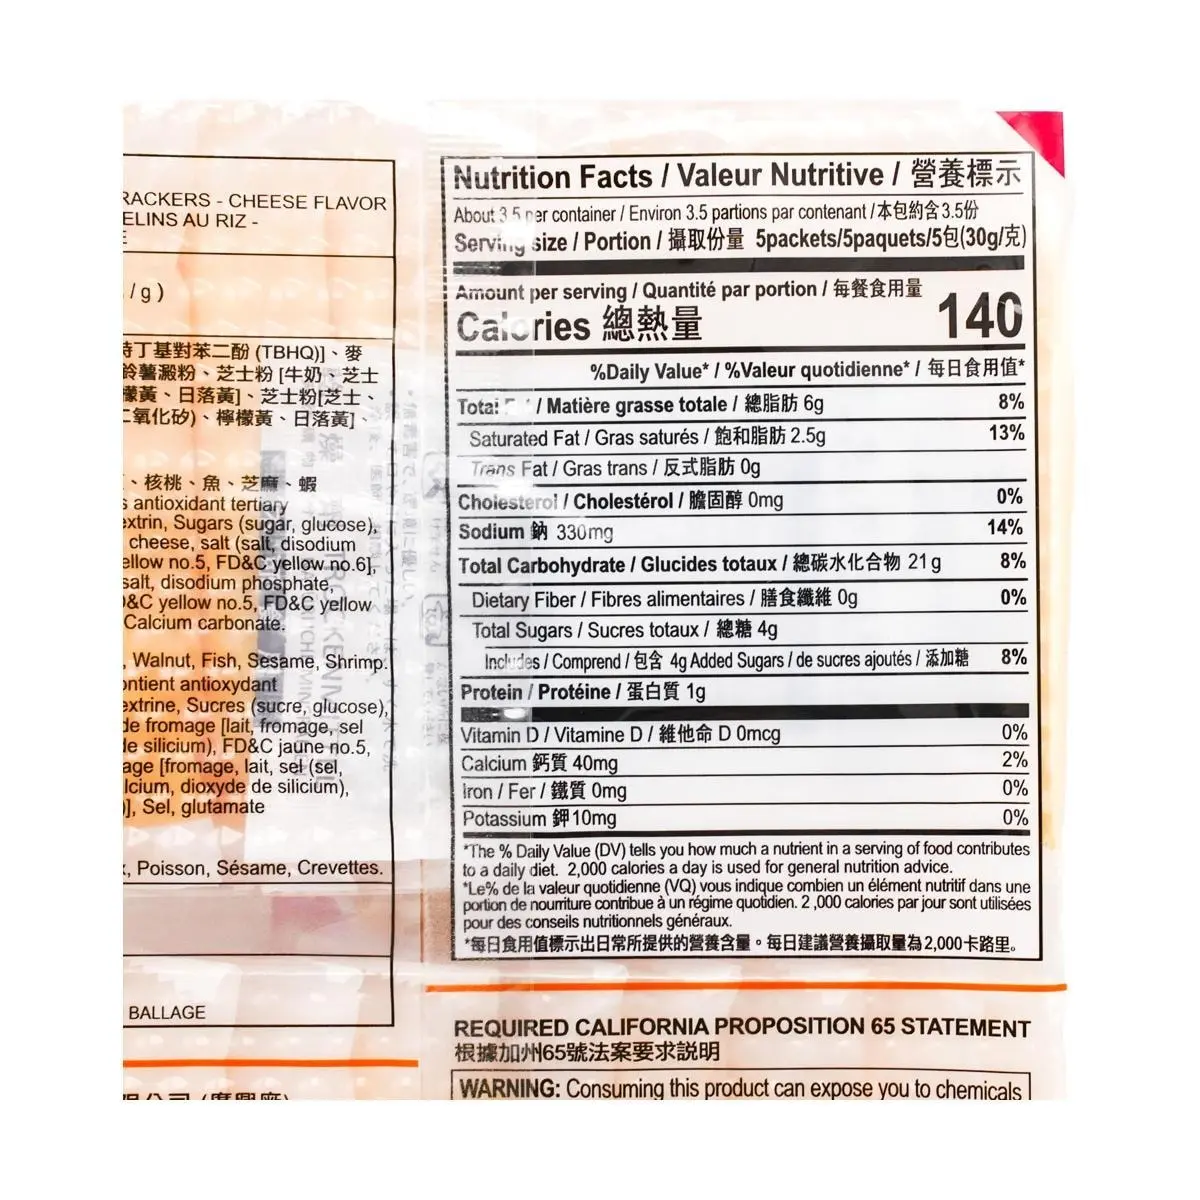 RACKERS - CHEESE FLAVOR
ELINS AU RIZ -
E
/ g )
特丁基對苯二酚 (TBHQ)]、麥
鈴薯澱粉、芝士粉 [牛奶、芝士
檬黃、日落黃]、芝士粉[芝士、
二氧化矽)、檸檬黃、日落黃]、
、核桃、魚、芝麻、蝦
s antioxidant tertiary
extrin, Sugars (sugar, glucose),
cheese, salt (salt, disodium
ellow no.5, FD&C yellow no.6],
salt, disodium phosphate,
D&C yellow no.5, FD&C yellow
Calcium carbonate.
, Walnut, Fish, Sesame, Shrimp.
ontient antioxydant
extrine, Sucres (sucre, glucose),
de fromage [lait, fromage, sel
de silicium), FD&C jaune no.5,
age [fromage, lait, sel (sel,
lcium, dioxyde de silicium),
)], Sel, glutamate
, Poisson, Sésame, Crevettes.
BALLAGE
Nutrition Facts / Valeur Nutritive / 營養標示
About 3.5 per container / Environ 3.5 partions par contenant /本包約含3.5份
Serving size / Portion / 攝取份量 5packets/5paquets/5包(30g/克)
Amount per serving / Quantité par portion / 每餐食用量
Calories 總熱量 140
%Daily Value* / %Valeur quotidienne* / 每日食用值*
Total / Matière grasse totale / 總脂肪 6g 8%
Saturated Fat / Gras saturés / 飽和脂肪 2.5g 13%
Trans Fat / Gras trans / 反式脂肪 0g
Cholesterol / Cholestérol / 膽固醇 0mg 0%
Sodium 鈉 330mg 14%
Total Carbohydrate / Glucides totaux / 總碳水化合物 21g 8%
Dietary Fiber / Fibres alimentaires / 膳食纖維 0g 0%
Total Sugars / Sucres totaux / 總糖 4g
Includes / Comprend / 包含 4g Added Sugars / de sucres ajoutés / 添加糖 8%
Protein / Protéine / 蛋白質 1g
Vitamin D / Vitamine D / 維他命 D 0mcg 0%
Calcium 鈣質 40mg 2%
Iron / Fer / 鐵質 0mg 0%
Potassium 鉀10mg 0%
*The % Daily Value (DV) tells you how much a nutrient in a serving of food contributes
to a daily diet. 2,000 calories a day is used for general nutrition advice.
*Le% de la valeur quotidienne (VQ) vous indique combien un élément nutritif dans une
portion de nourriture contribue à un régime quotidien. 2 ,000 calories par jour sont utilisées
pour des conseils nutritionnels généraux.
*每日食用值標示出日常所提供的營養含量。每日建議營養攝取量為2,000卡路里。
REQUIRED CALIFORNIA PROPOSITION 65 STATEMENT
根據加州65號法案要求説明
WARNING: Consuming this product can expose you to chemicals